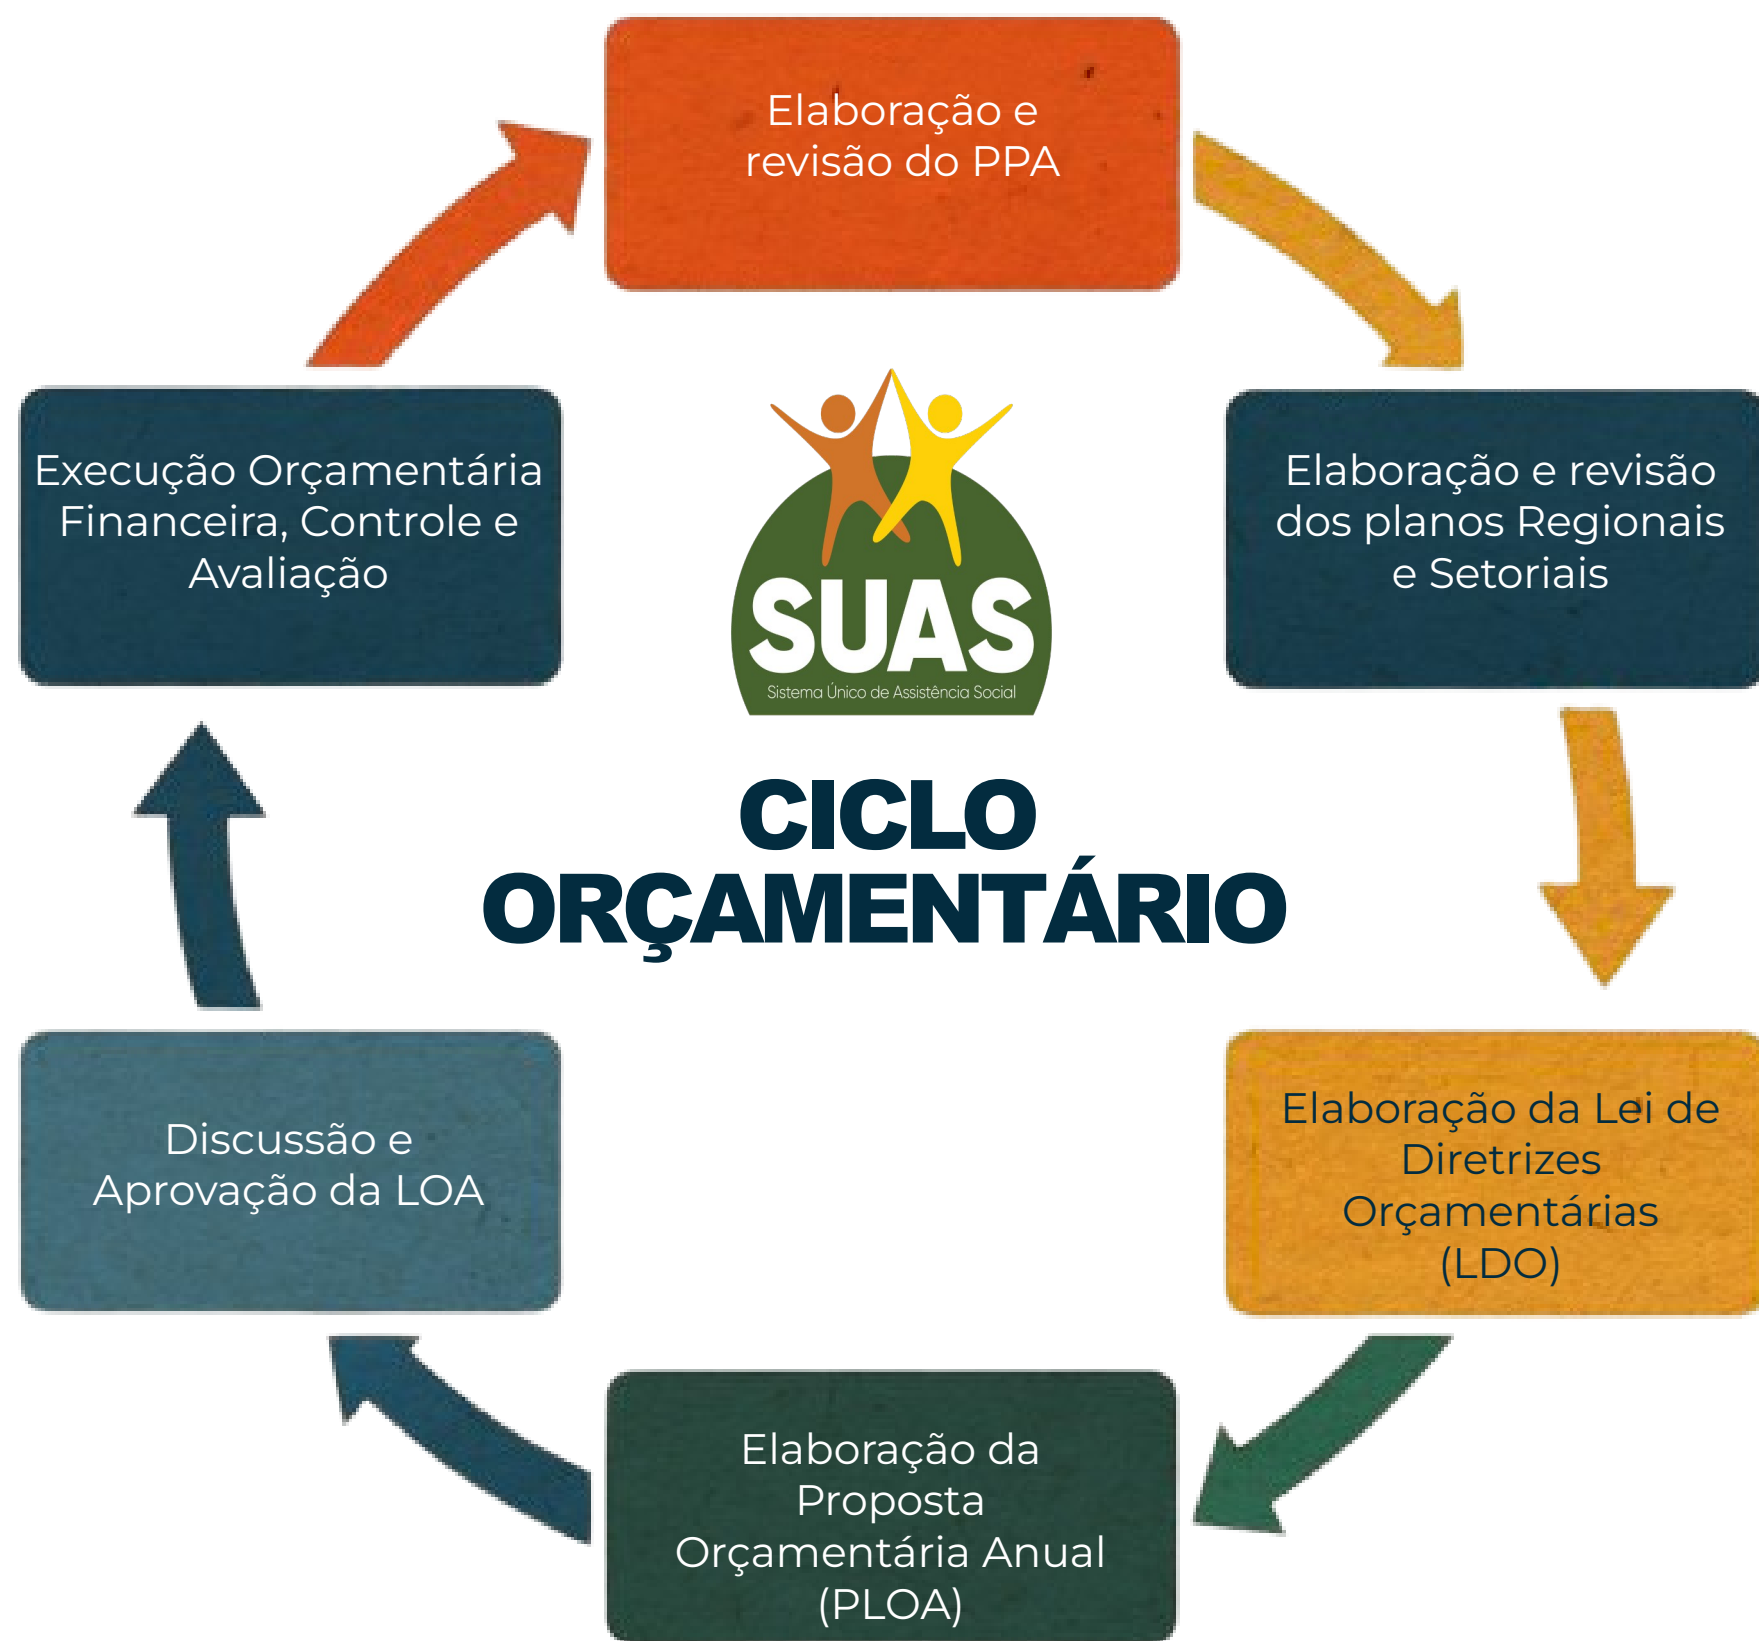 Elaboração e
revisão do PPA
Elaboração e revisão
dos planos Regionais
e Setoriais
Elaboração da Lei de
Diretrizes
Orçamentárias
(LDO)
Elaboração da
Proposta
Orçamentária Anual
(PLOA)
Discussão e
Aprovação da LOA
Execução Orçamentária
Financeira, Controle e
Avaliação
SUAS
Sistema Único de Assistência Social
CICLO
ORÇAMENTÁRIO